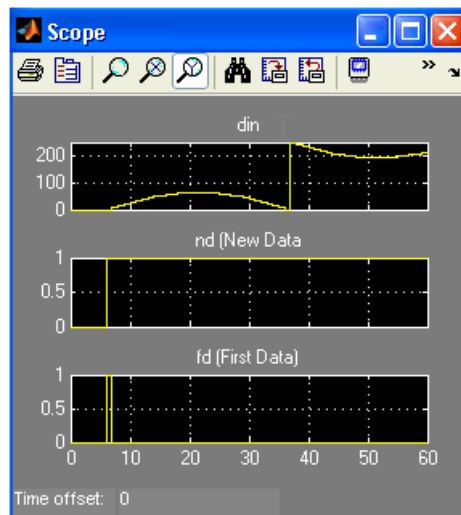 Scope
»
din
200
100
0
nd (New Data
1
0.5
0
fd (First Data)
1
0.5
0
0 10 20 30 40 50 60
Time offset: 0